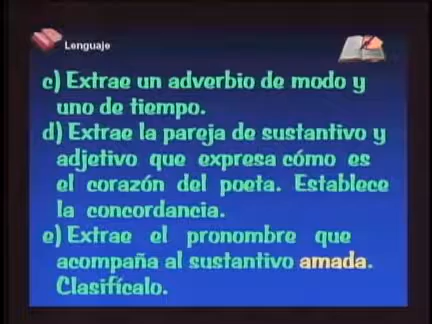 Lenguaje
c) Extrae un adverbio de modo y
uno de tiempo.
d) Extrae la pareja de sustantivo y
adjetivo que expresa cómo es
el corazón del poeta. Establece
la concordancia.
e) Extrae el pronombre que
acompaña al sustantivo amada.
Clasifícalo.